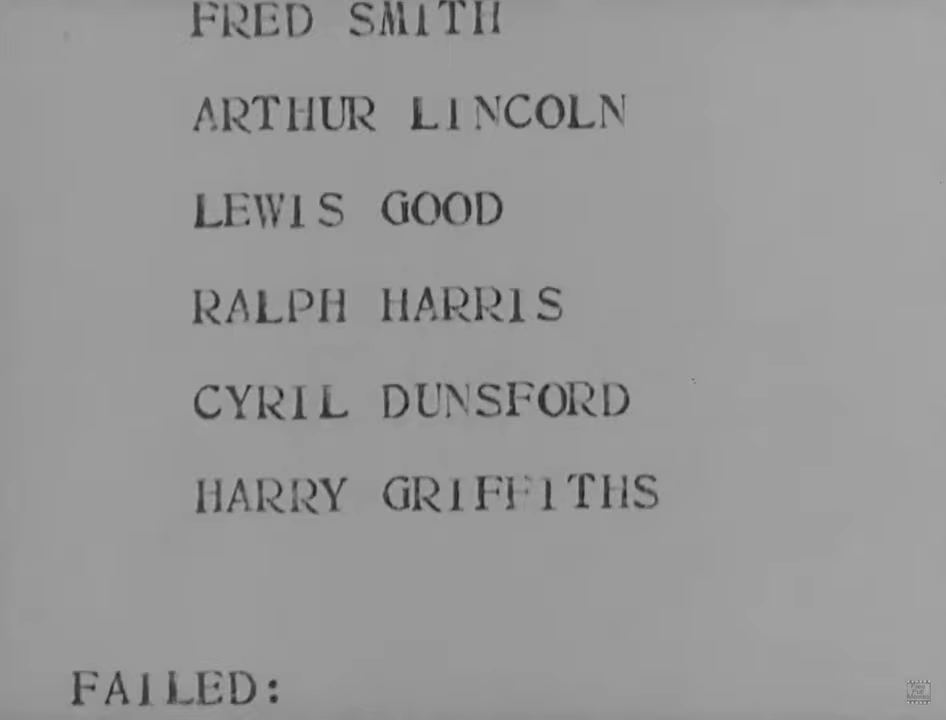 FRED SMITH
ARTHUR LINCOLN
LEWIS GOOD
RALPH HARRIS
CYRIL DUNSFORD
HARRY GRIFFITHS
FAILED: